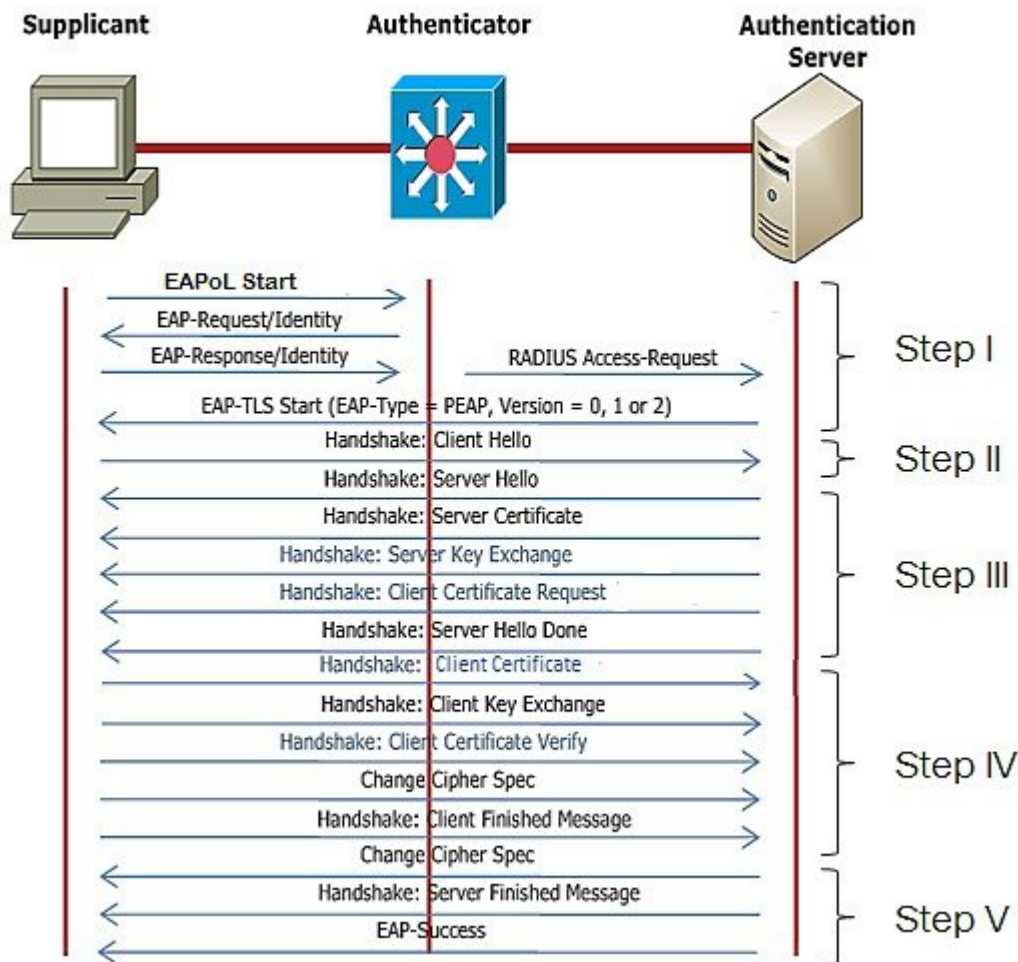 Supplicant
Authenticator
Authentication
Server
EAPoL Start
EAP-Request/Identity
EAP-Response/Identity
RADIUS Access-Request
Step I
EAP-TLS Start (EAP-Type = PEAP, Version = 0, 1 or 2)
Handshake: Client Hello
Step II
Handshake: Server Hello
Handshake: Server Certificate
Handshake: Server Key Exchange
Handshake: Client Certificate Request
Step III
Handshake: Server Hello Done
Handshake: Client Certificate
Handshake: Client Key Exchange
Handshake: Client Certificate Verify
Step IV
Change Cipher Spec
Handshake: Client Finished Message
Change Cipher Spec
Handshake: Server Finished Message
Step V
EAP-Success